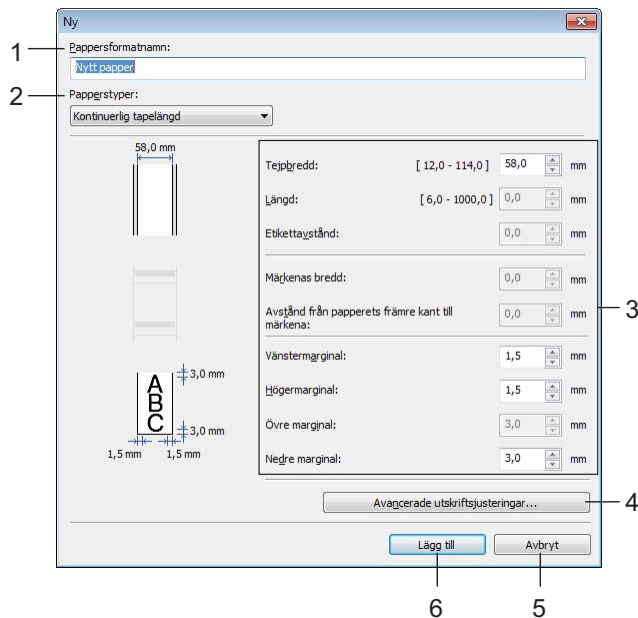 Ny
1
Pappersformatnamn:
Nytt papper
2
Papperstyper:
Kontinuerlig tapelängd
58,0 mm
Tejpbredd: [ 12,0 - 114,0 ] 58,0 mm
Längd: [ 6,0 - 1000,0 ] 0,0 mm
Etikettavstånd: 0,0 mm
Märkenas bredd: 0,0 mm
Avstånd från papperets främre kant till
märkena: 0,0 mm
3
Vänstermarginal: 1,5 mm
Högermarginal: 1,5 mm
Övre marginal: 3,0 mm
Nedre marginal: 3,0 mm
3,0 mm
A
B
C
3,0 mm
1,5 mm 1,5 mm
Avancerade utskriftsjusteringar...
4
Lägg till Avbryt
6 5